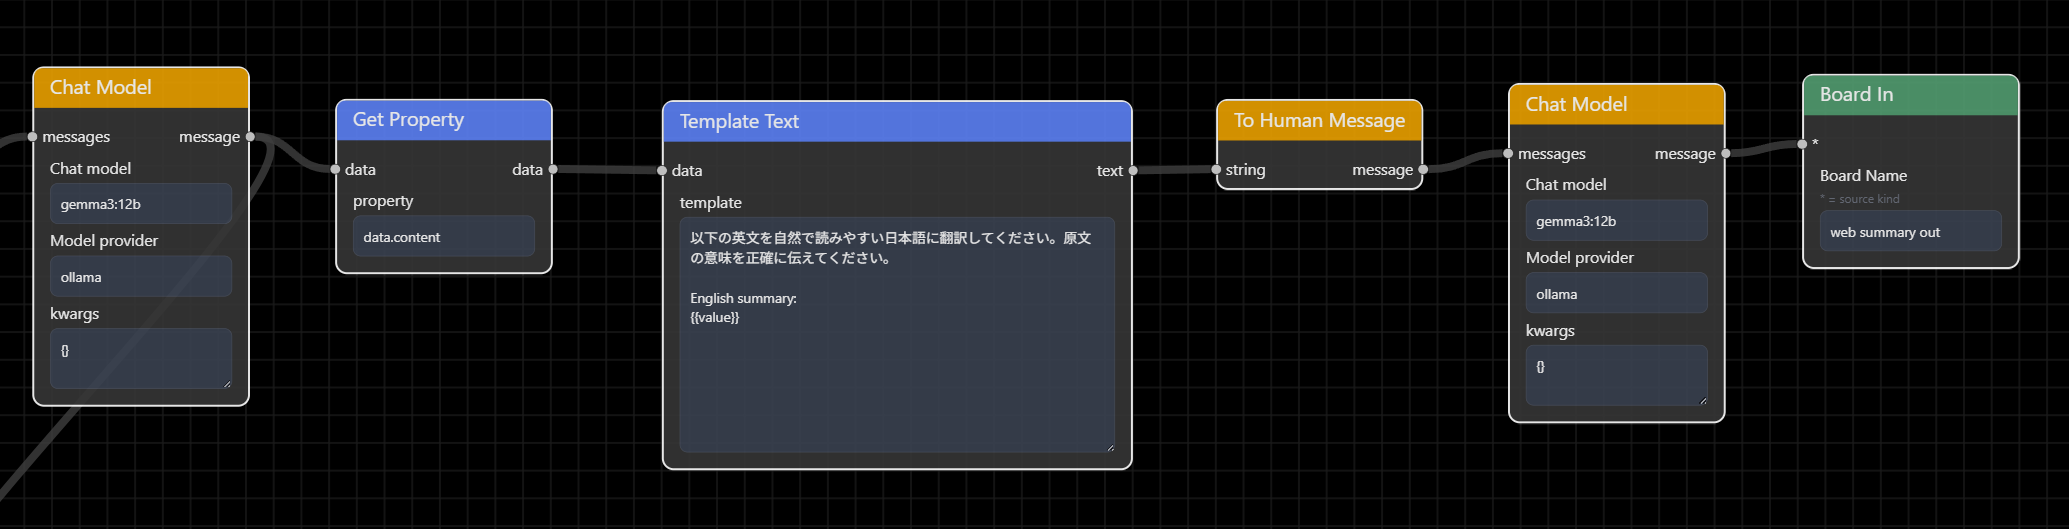 Chat Model
messages
message
Chat model
gemma3:12b
Model provider
ollama
kwargs
{}
Get Property
data
data
property
data.content
Template Text
data
text
template
以下の英文を自然で読みやすい日本語に翻訳してください。原文
の意味を正確に伝えてください。
English summary:
{{value}}
To Human Message
string
message
Chat Model
messages
message
Chat model
gemma3:12b
Model provider
ollama
kwargs
{}
Board In
*
Board Name
* = source kind
web summary out